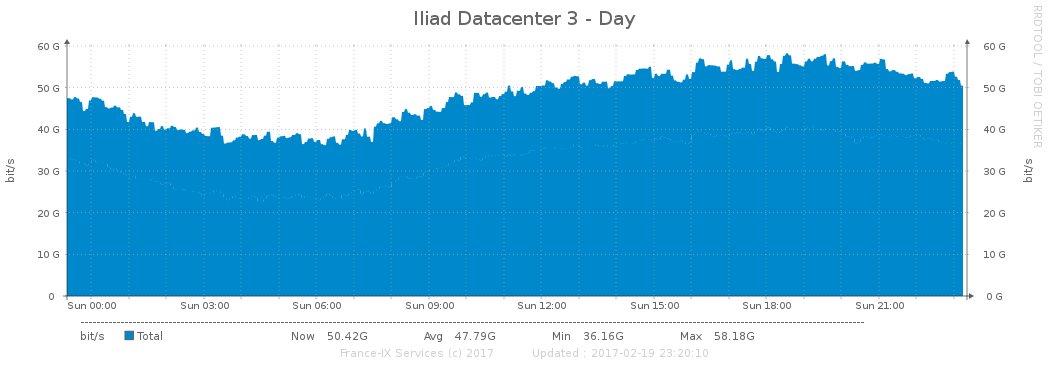 Iliad Datacenter 3 - Day
RRDTOOL / TOBI OETIKER
60 G 60 G
50 G 50 G
40 G 40 G
30 G 30 G
20 G 20 G
10 G 10 G
0 0 G
bit/s bit/s
Sun 00:00 Sun 03:00 Sun 06:00 Sun 09:00 Sun 12:00 Sun 15:00 Sun 18:00 Sun 21:00
bit/s Total Now 50.42G Avg 47.79G Min 36.16G Max 58.18G
France-IX Services (c) 2017 Updated : 2017-02-19 23:20:10